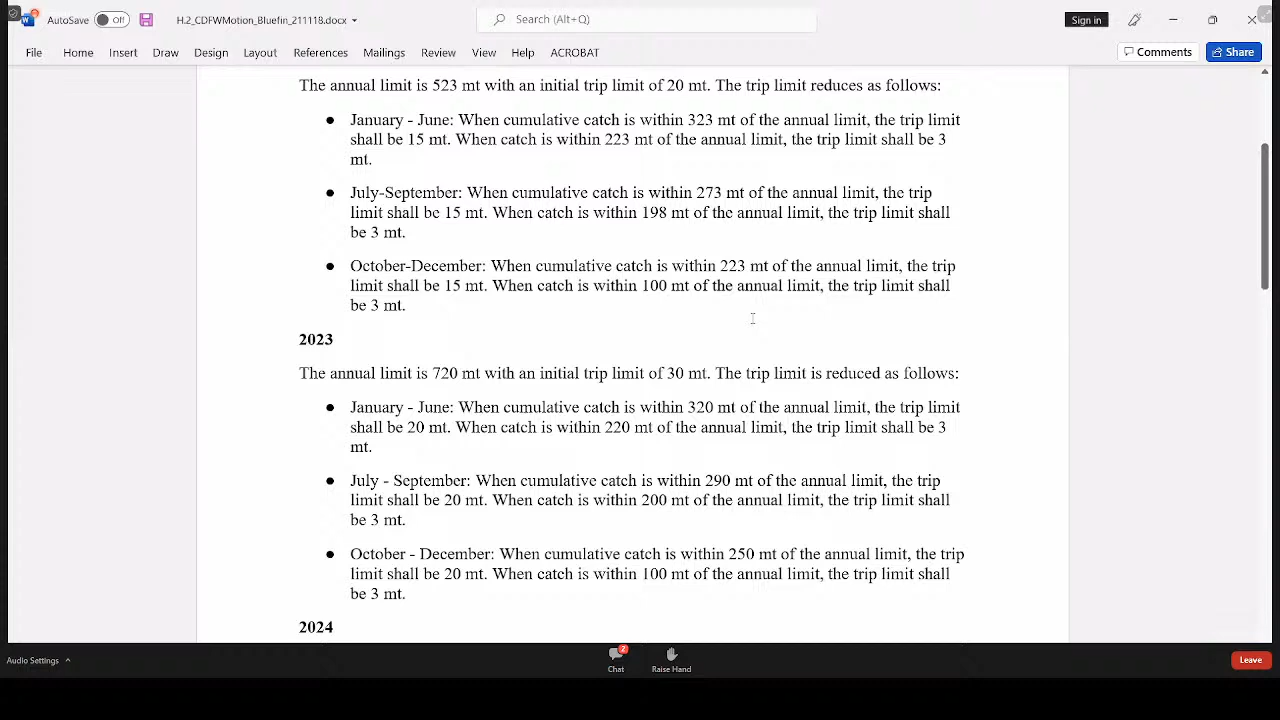 AutoSave Off H.2_CDFWMotion_Bluefin_211118.docx Search (Alt+Q) Sign in
File Home Insert Draw Design Layout References Mailings Review View Help ACROBAT Comments Share
The annual limit is 523 mt with an initial trip limit of 20 mt. The trip limit reduces as follows:
● January - June: When cumulative catch is within 323 mt of the annual limit, the trip limit
shall be 15 mt. When catch is within 223 mt of the annual limit, the trip limit shall be 3
mt.
● July-September: When cumulative catch is within 273 mt of the annual limit, the trip
limit shall be 15 mt. When catch is within 198 mt of the annual limit, the trip limit shall
be 3 mt.
● October-December: When cumulative catch is within 223 mt of the annual limit, the trip
limit shall be 15 mt. When catch is within 100 mt of the annual limit, the trip limit shall
be 3 mt.
2023
The annual limit is 720 mt with an initial trip limit of 30 mt. The trip limit is reduced as follows:
● January - June: When cumulative catch is within 320 mt of the annual limit, the trip limit
shall be 20 mt. When catch is within 220 mt of the annual limit, the trip limit shall be 3
mt.
● July - September: When cumulative catch is within 290 mt of the annual limit, the trip
limit shall be 20 mt. When catch is within 200 mt of the annual limit, the trip limit shall
be 3 mt.
● October - December: When cumulative catch is within 250 mt of the annual limit, the trip
limit shall be 20 mt. When catch is within 100 mt of the annual limit, the trip limit shall
be 3 mt.
2024
Audio Settings 2 Chat Raise Hand Leave